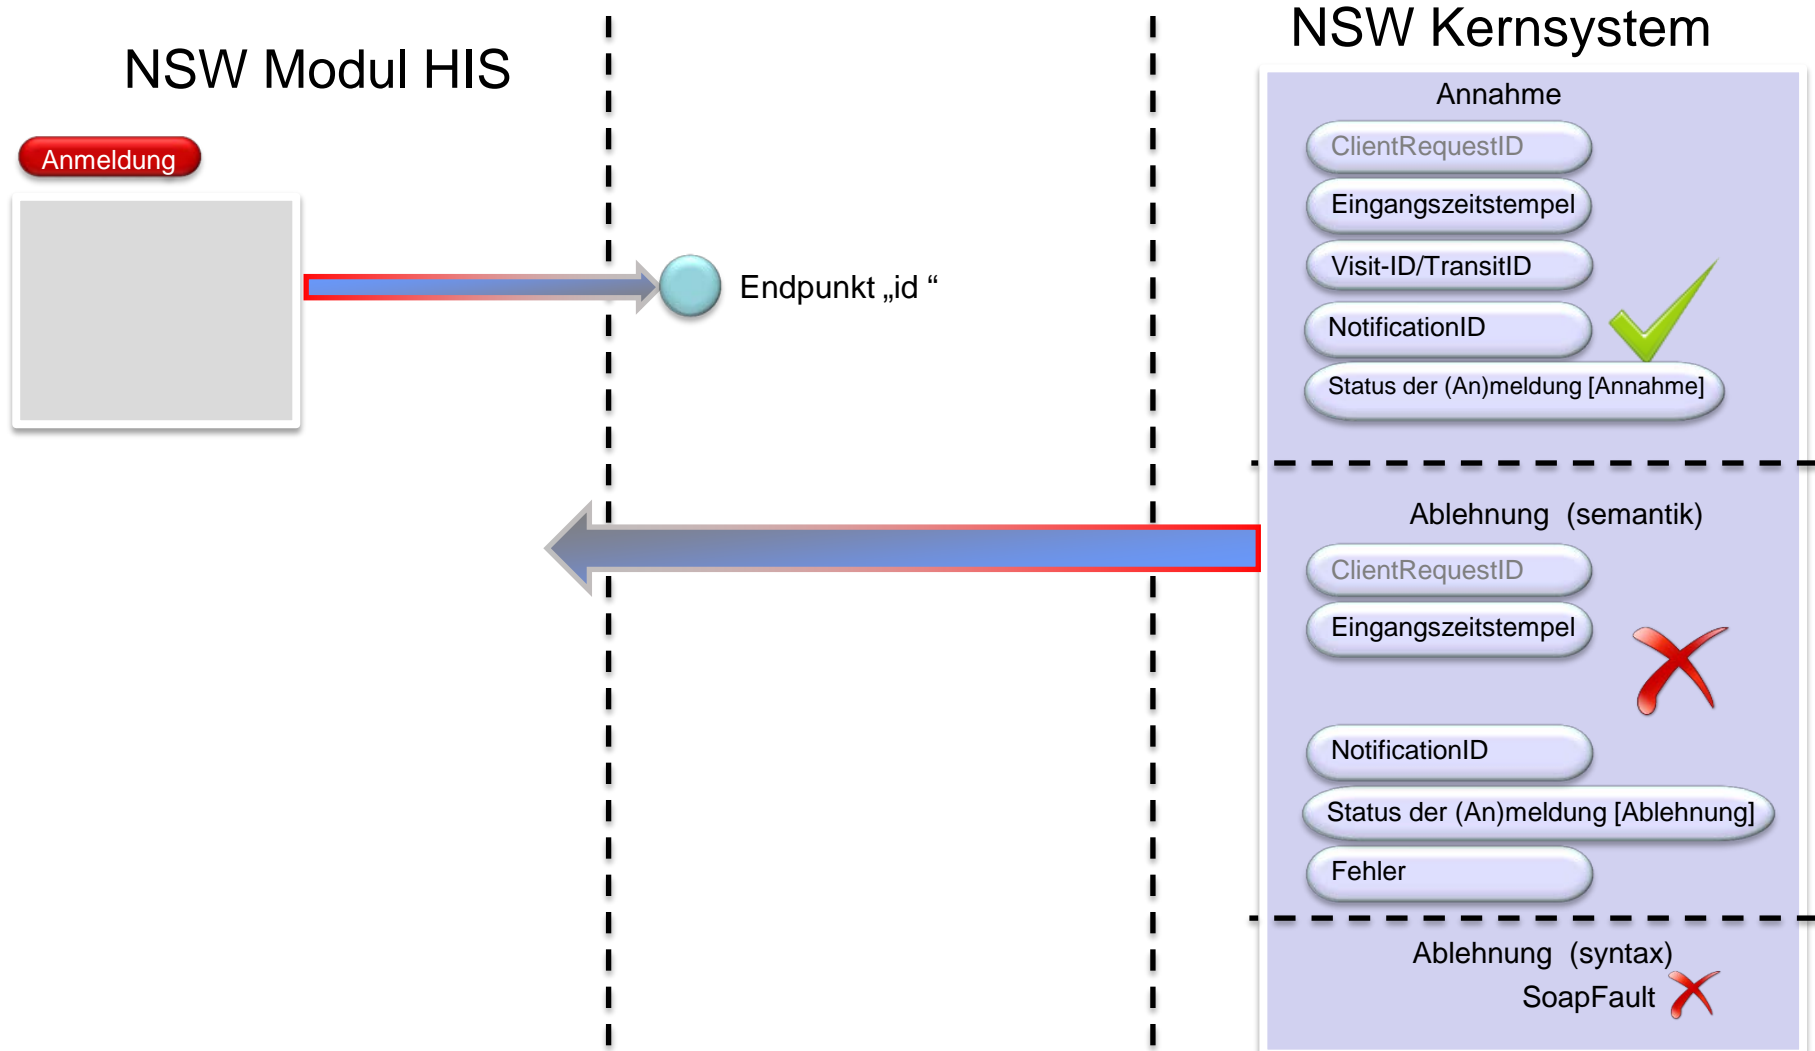 NSW Modul HIS
NSW Kernsystem
Anmeldung
Endpunkt „id “
Annahme
ClientRequestID
Eingangszeitstempel
Visit-ID/TransitID
NotificationID
Status der (An)meldung [Annahme]
Ablehnung (semantik)
ClientRequestID
Eingangszeitstempel
NotificationID
Status der (An)meldung [Ablehnung]
Fehler
Ablehnung (syntax)
SoapFault